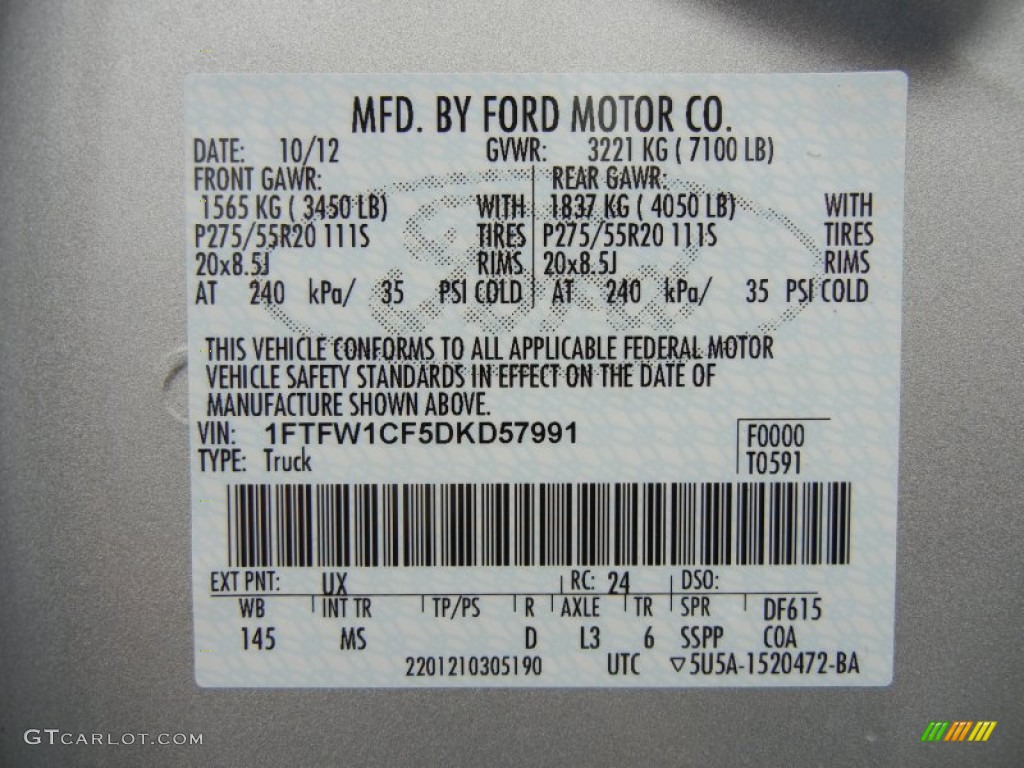 MFD. BY FORD MOTOR CO.
DATE: 10/12 GVWR: 3221 KG ( 7100 LB)
FRONT GAWR: REAR GAWR:
1565 KG ( 3450 LB) WITH 1837 KG ( 4050 LB) WITH
P275/55R20 111S TIRES P275/55R20 111S TIRES
20x8.5J RIMS 20x8.5J RIMS
AT 240 kPa/ 35 PSI COLD AT 240 kPa/ 35 PSI COLD
THIS VEHICLE CONFORMS TO ALL APPLICABLE FEDERAL MOTOR
VEHICLE SAFETY STANDARDS IN EFFECT ON THE DATE OF
MANUFACTURE SHOWN ABOVE.
VIN: 1FTFW1CF5DKD57991 F0000
TYPE: Truck T0591
EXT PNT: UX RC: 24 DSO:
WB INT TR TP/PS R AXLE TR SPR DF615
145 MS D L3 6 SSPP COA
2201210305190 UTC ▽5U5A-1520472-BA
GTCARLOT.COM